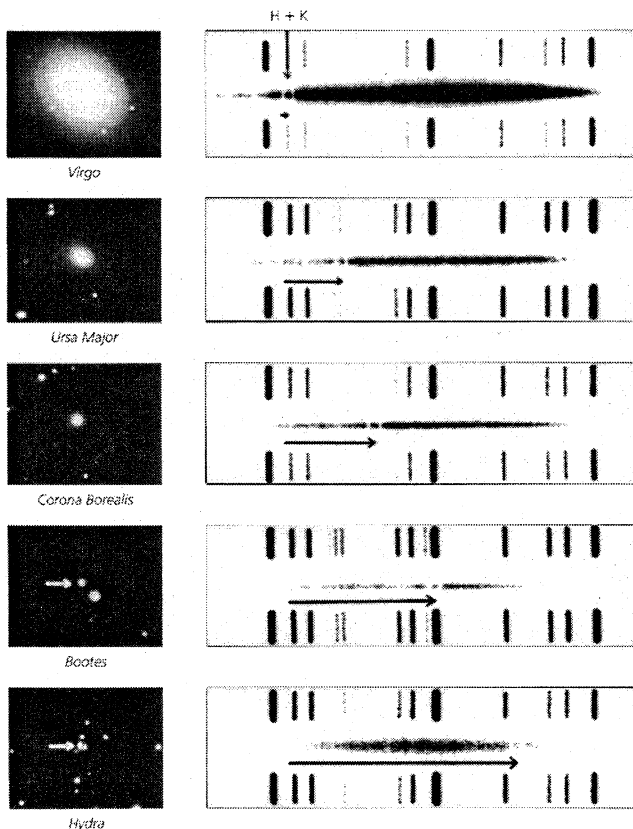 H + K
Virgo
Ursa Major
Corona Borealis
Bootes
Hydra